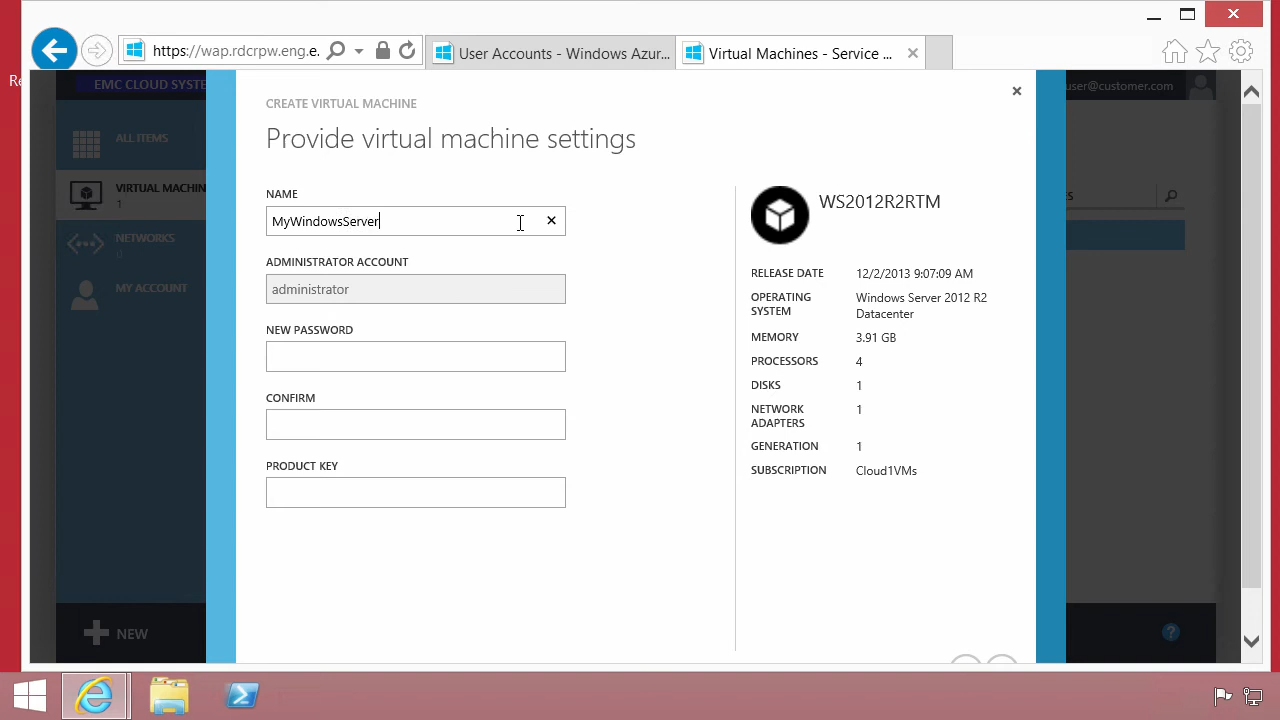 https://wap.rdcrpw.eng.e.
User Accounts - Windows Azur...
Virtual Machines - Service ...
EMC CLOUD SYSTE
user@customer.com
ALL ITEMS
VIRTUAL MACHIN
1
NETWORKS
0
MY ACCOUNT
NEW
CREATE VIRTUAL MACHINE
Provide virtual machine settings
NAME
MyWindowsServer
ADMINISTRATOR ACCOUNT
administrator
NEW PASSWORD
CONFIRM
PRODUCT KEY
WS2012R2RTM
RELEASE DATE 12/2/2013 9:07:09 AM
OPERATING SYSTEM Windows Server 2012 R2 Datacenter
MEMORY 3.91 GB
PROCESSORS 4
DISKS 1
NETWORK ADAPTERS 1
GENERATION 1
SUBSCRIPTION Cloud1VMs